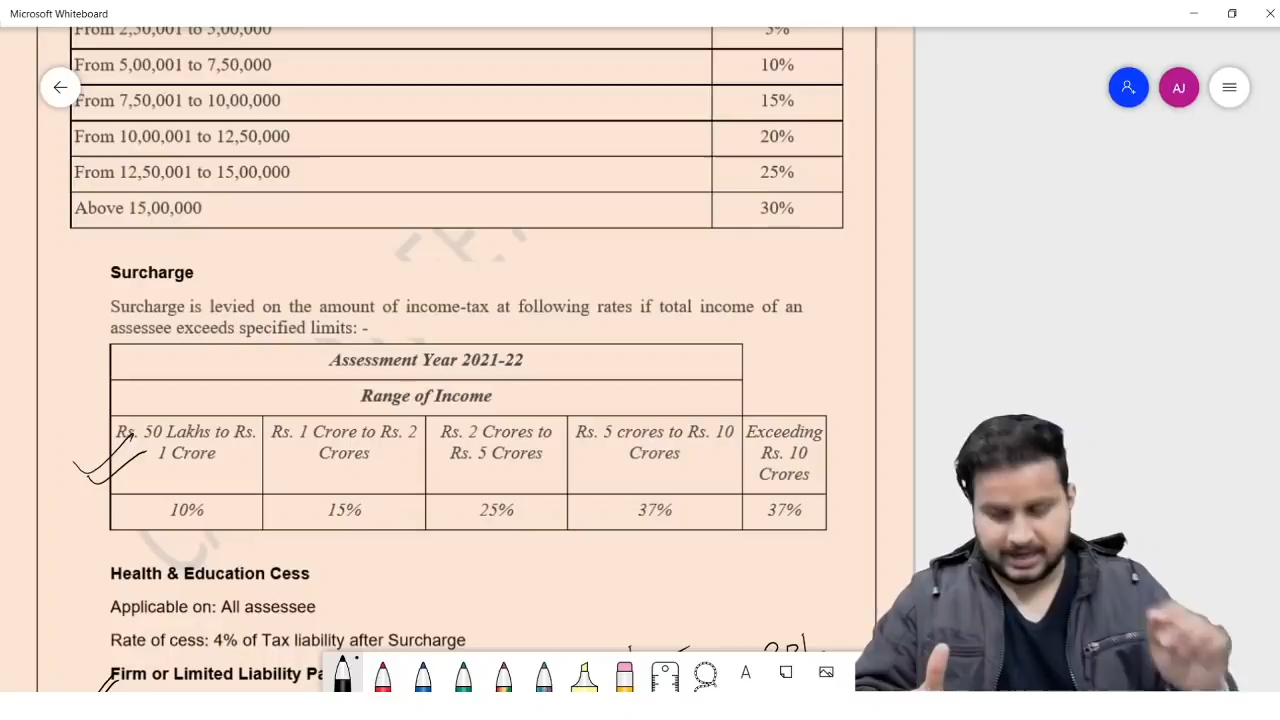 Microsoft Whiteboard
From 2,50,001 to 5,00,000 5%
From 5,00,001 to 7,50,000 10%
AJ
From 7,50,001 to 10,00,000 15%
From 10,00,001 to 12,50,000 20%
From 12,50,001 to 15,00,000 25%
Above 15,00,000 30%
Surcharge
Surcharge is levied on the amount of income-tax at following rates if total income of an
assessee exceeds specified limits: -
Assessment Year 2021-22
Range of Income
Rs. 50 Lakhs to Rs. Rs. 1 Crore to Rs. 2 Rs. 2 Crores to Rs. 5 crores to Rs. 10 Exceeding
1 Crore Crores Rs. 5 Crores Crores Rs. 10
Crores
10% 15% 25% 37% 37%
Health & Education Cess
Applicable on: All assessee
Rate of cess: 4% of Tax liability after Surcharge
Firm or Limited Liability
A